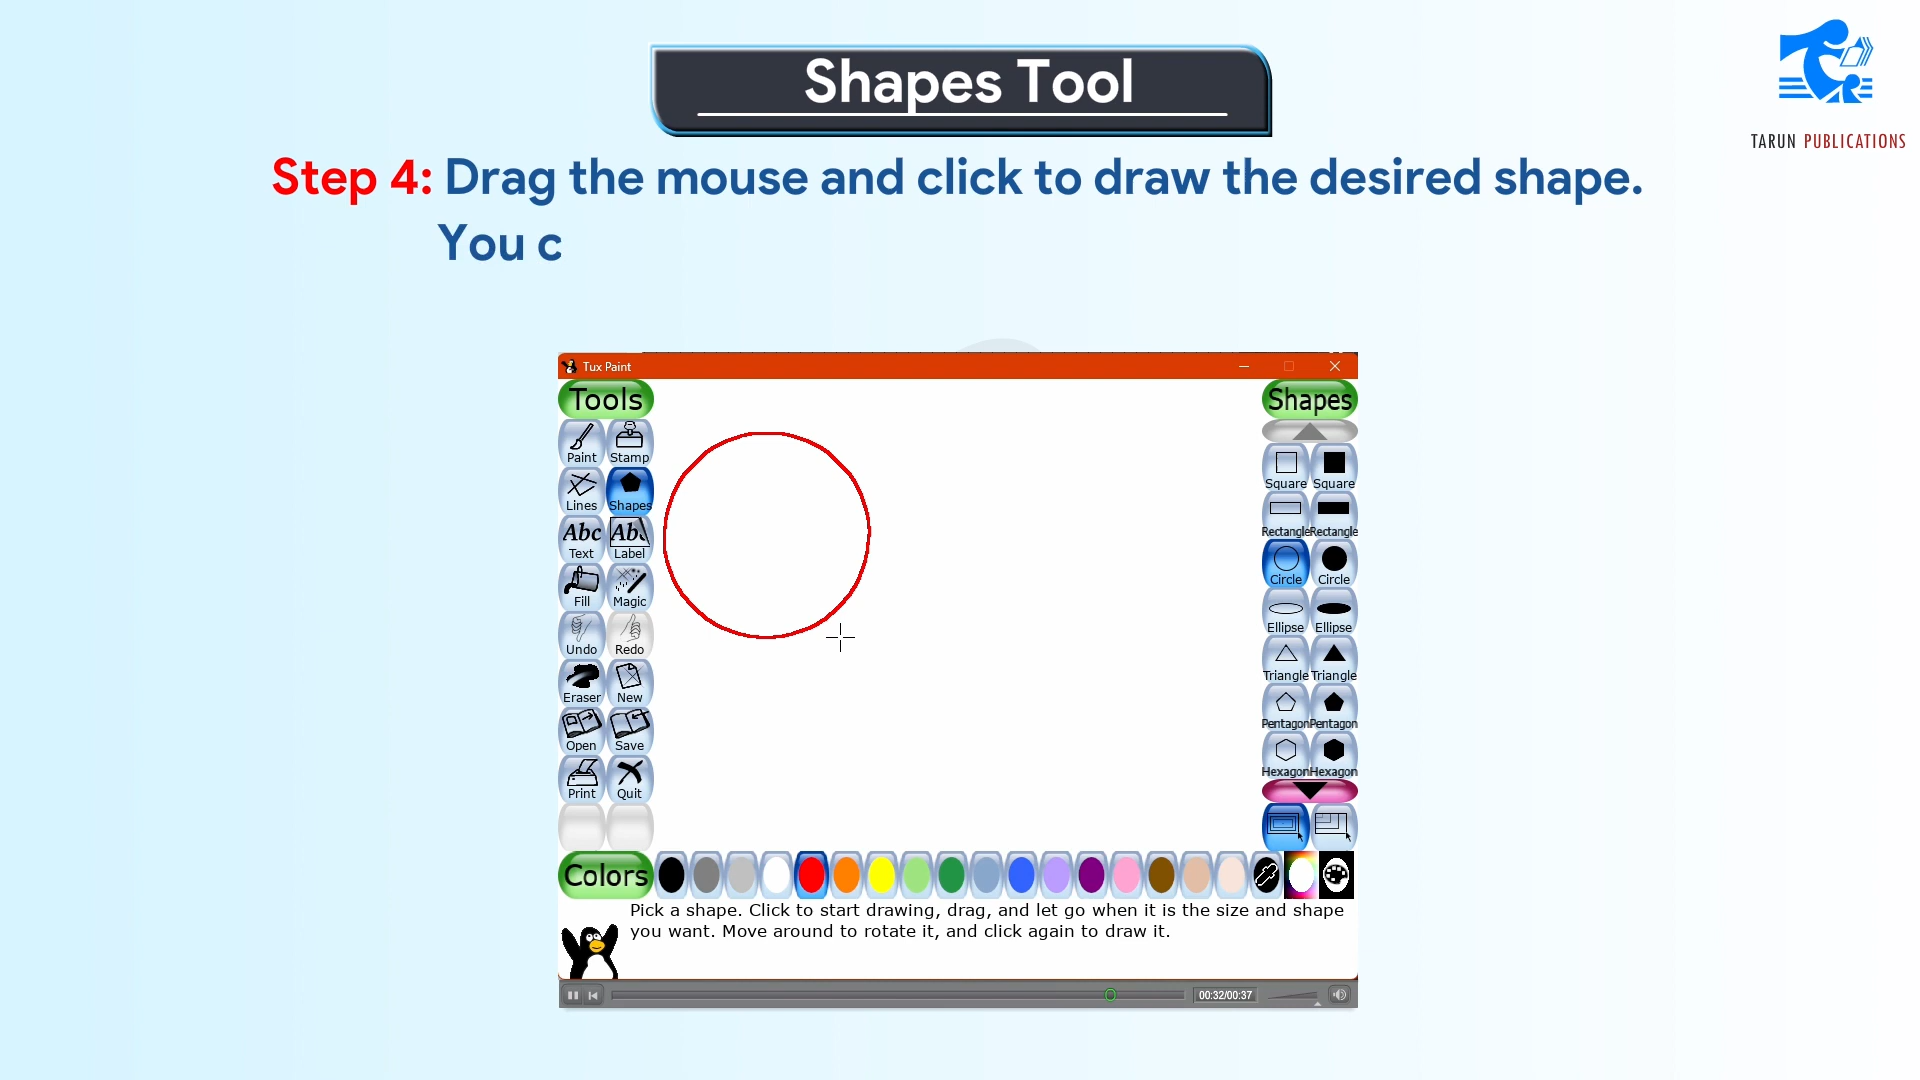 Shapes Tool
TARUN PUBLICATIONS
Step 4: Drag the mouse and click to draw the desired shape.
You c
Tux Paint
Tools
Shapes
Paint Stamp
Square Square
Lines Shapes
Rectangle Rectangle
Abc Abc
Text Label
Circle Circle
Fill Magic
Ellipse Ellipse
Undo Redo
Triangle Triangle
Eraser New
Pentagon Pentagon
Open Save
Hexagon Hexagon
Print Quit
Colors
Pick a shape. Click to start drawing, drag, and let go when it is the size and shape
you want. Move around to rotate it, and click again to draw it.
00:32/00:37